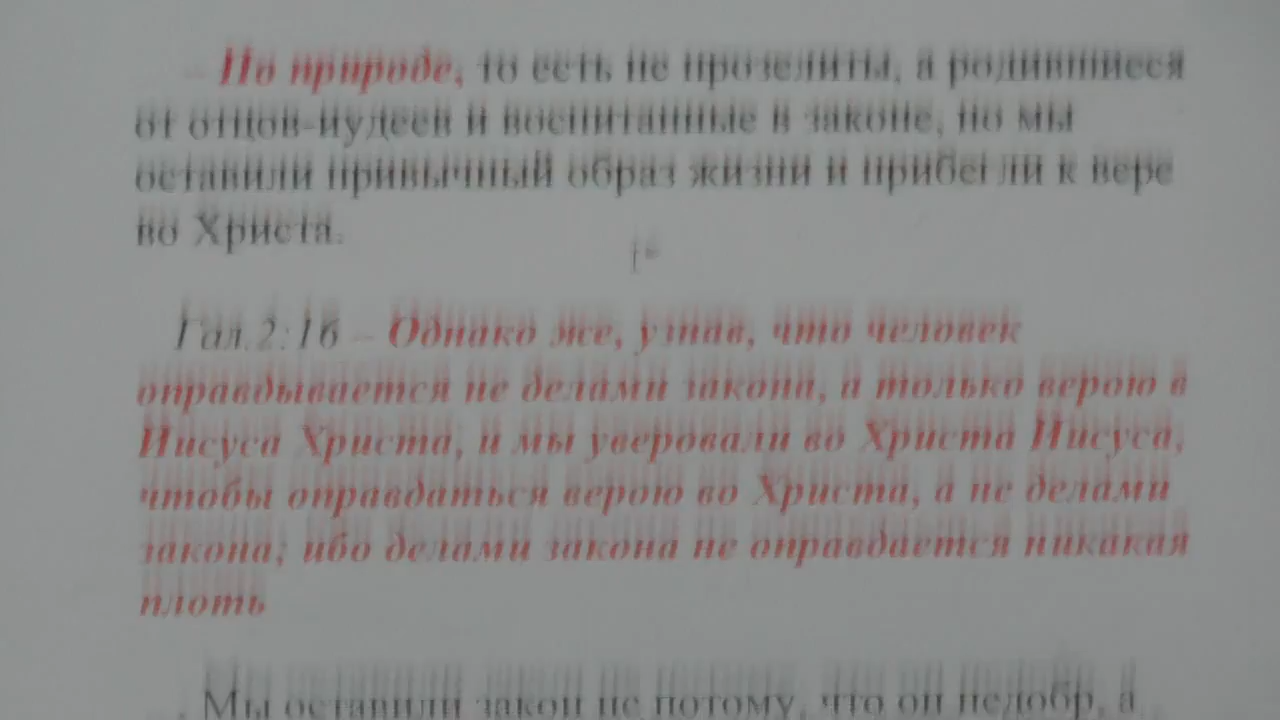 – По природе, то есть не прозелиты, а родившиеся
от отцов-иудеев и воспитанные в законе, но мы
оставили привычный образ жизни и прибегли к вере
во Христа.
Гал.2:16 – Однако же, узнав, что человек
оправдывается не делами закона, а только верою в
Иисуса Христа, и мы уверовали во Христа Иисуса,
чтобы оправдаться верою во Христа, а не делами
закона; ибо делами закона не оправдается никакая
плоть
. Мы оставили закон не потому, что он недобр, а